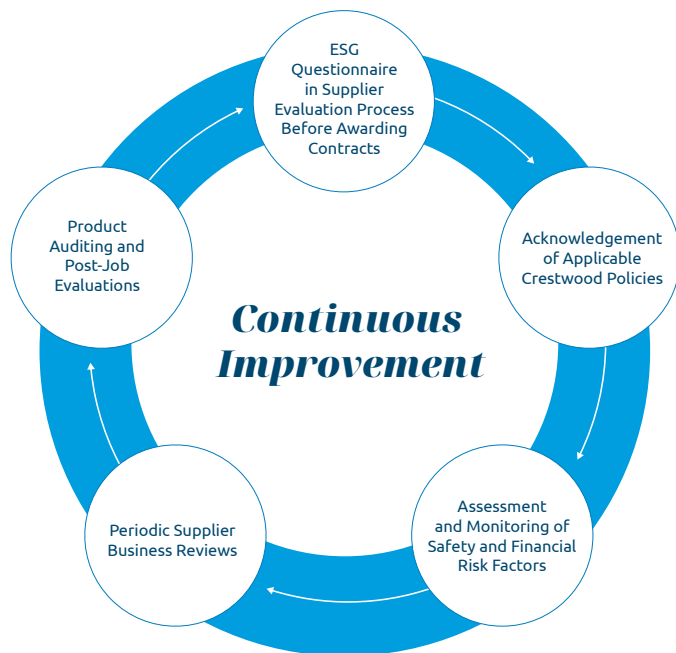 ESG
Questionnaire
in Supplier
Evaluation Process
Before Awarding
Contracts
Acknowledgement
of Applicable
Crestwood Policies
Assessment
and Monitoring of
Safety and Financial
Risk Factors
Periodic Supplier
Business Reviews
Product
Auditing and
Post-Job
Evaluations
Continuous
Improvement